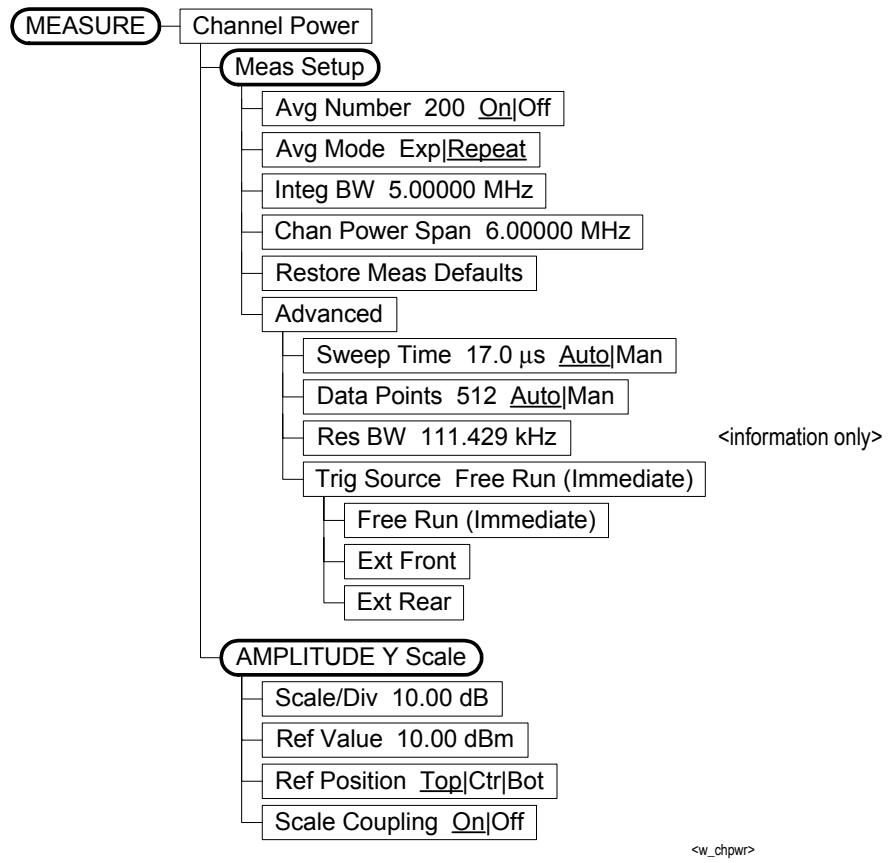 MEASURE Channel Power
Meas Setup
Avg Number 200 On|Off
Avg Mode Exp|Repeat
Integ BW 5.00000 MHz
Chan Power Span 6.00000 MHz
Restore Meas Defaults
Advanced
Sweep Time 17.0 μs Auto|Man
Data Points 512 Auto|Man
Res BW 111.429 kHz <information only>
Trig Source Free Run (Immediate)
Free Run (Immediate)
Ext Front
Ext Rear
AMPLITUDE Y Scale
Scale/Div 10.00 dB
Ref Value 10.00 dBm
Ref Position Top|Ctr|Bot
Scale Coupling On|Off
<w_chpwr>